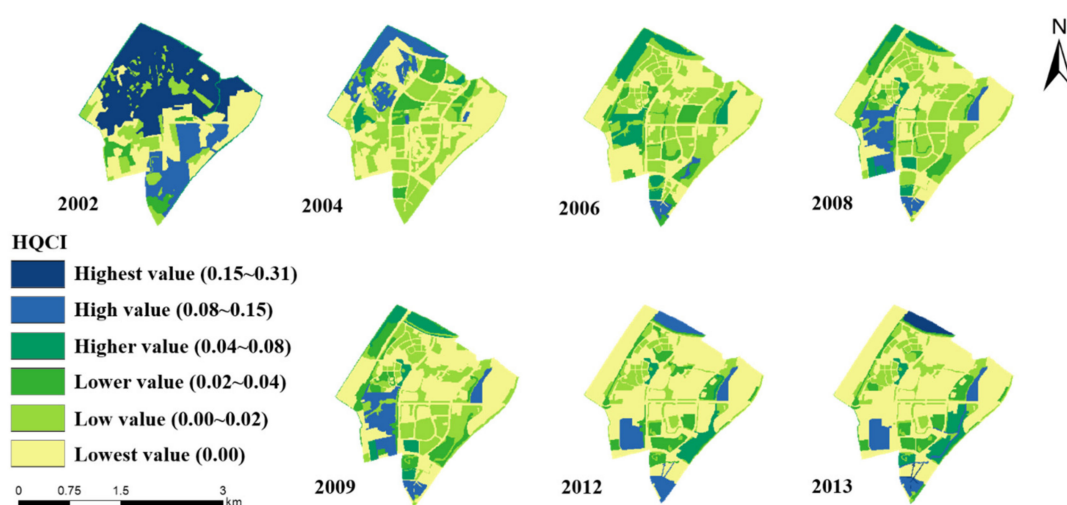 N
2002
2004
2006
2008
HQCI
Highest value (0.15~0.31)
High value (0.08~0.15)
Higher value (0.04~0.08)
Lower value (0.02~0.04)
Low value (0.00~0.02)
Lowest value (0.00)
0 0.75 1.5 3
km
2009
2012
2013